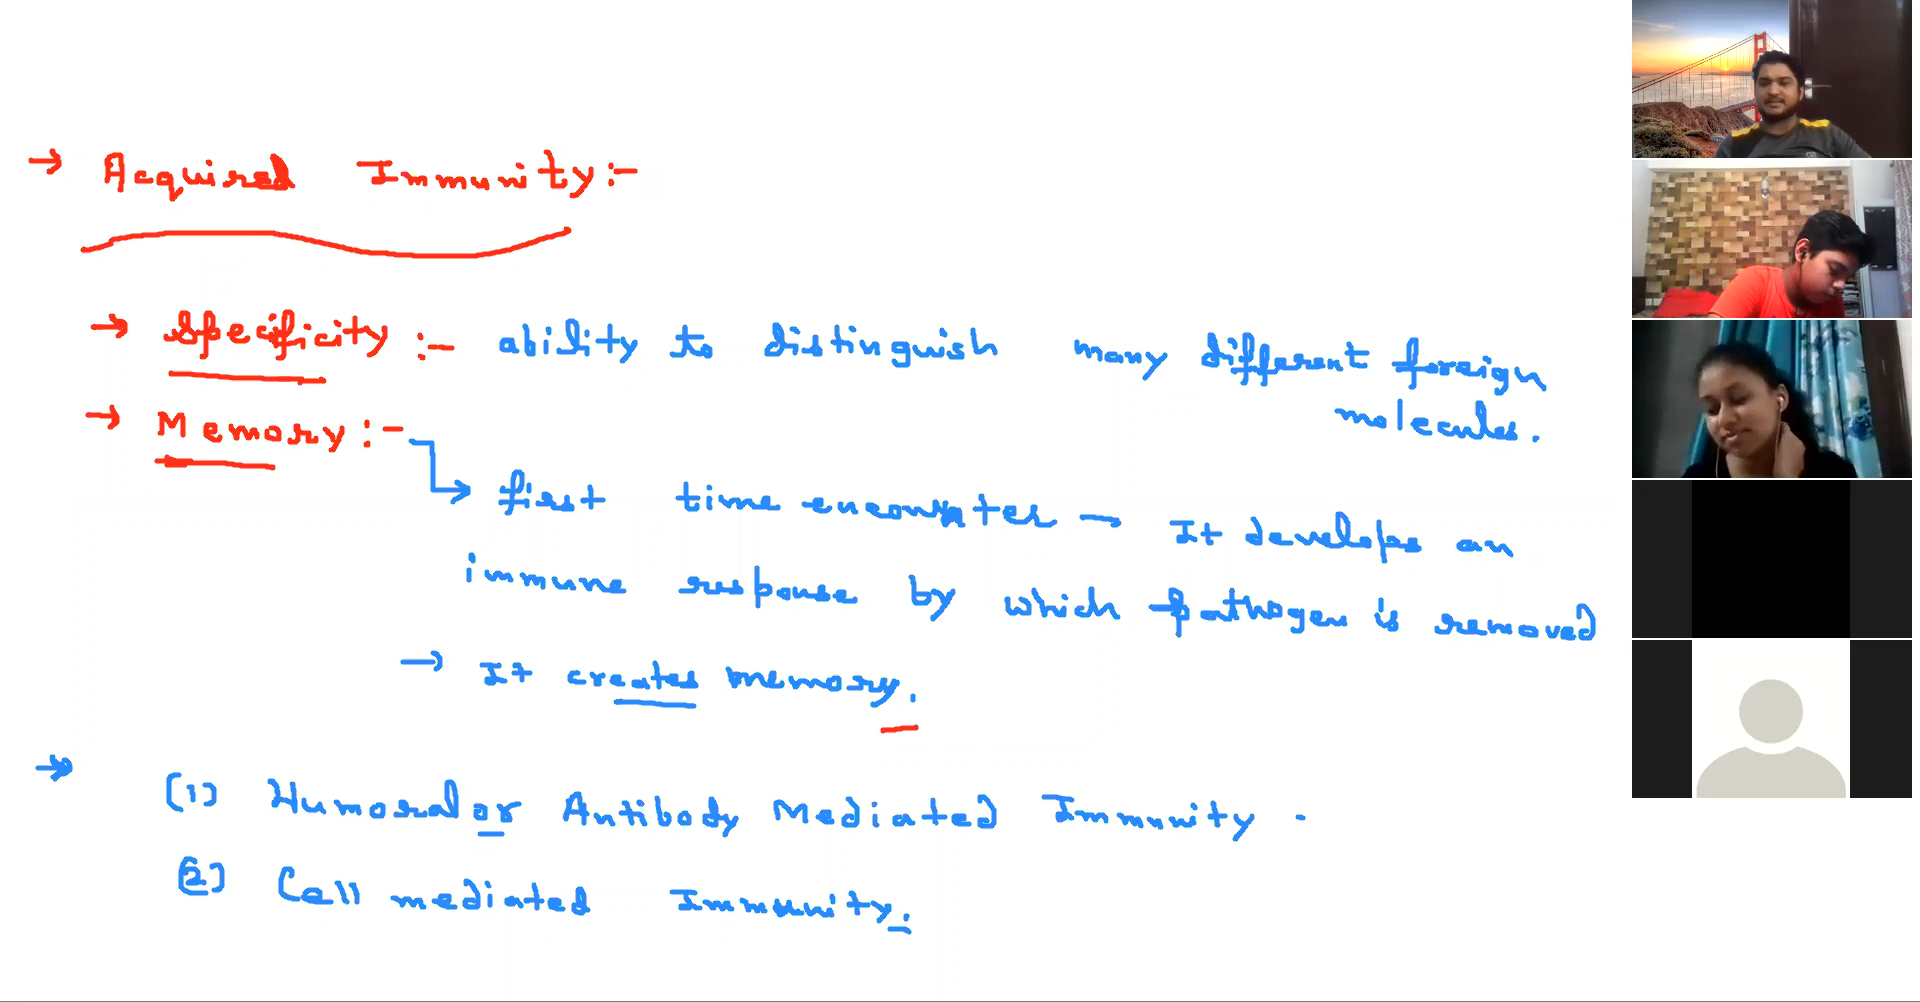 → Acquired Immunity :-
→ Specificity :- ability to distinguish many different foreign
molecules.
→ Memory :-
→ first time encounter — It develops an
immune response by which pathogen is removed
→ It creates memory.
→
(1) Humoral or Antibody Mediated Immunity -
(2) Cell mediated Immunity.